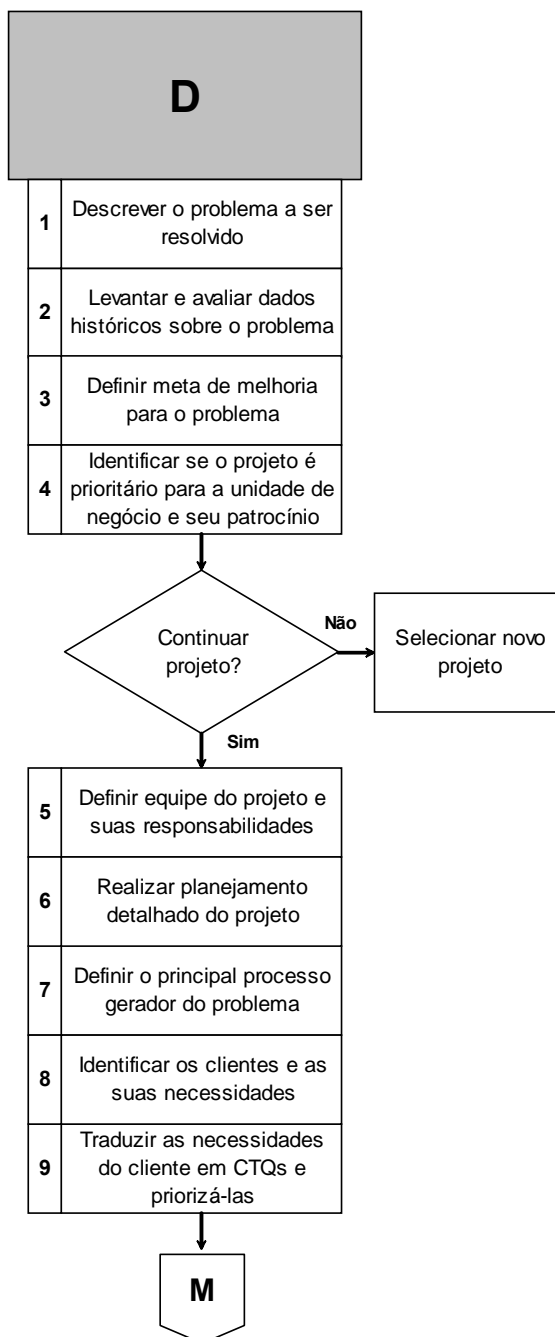 D
1
Descrever o problema a ser
resolvido
2
Levantar e avaliar dados
históricos sobre o problema
3
Definir meta de melhoria
para o problema
4
Identificar se o projeto é
prioritário para a unidade de
negócio e seu patrocínio
Continuar
projeto?
Não
Selecionar novo
projeto
Sim
5
Definir equipe do projeto e
suas responsabilidades
6
Realizar planejamento
detalhado do projeto
7
Definir o principal processo
gerador do problema
8
Identificar os clientes e as
suas necessidades
9
Traduzir as necessidades
do cliente em CTQs e
priorizá-las
M